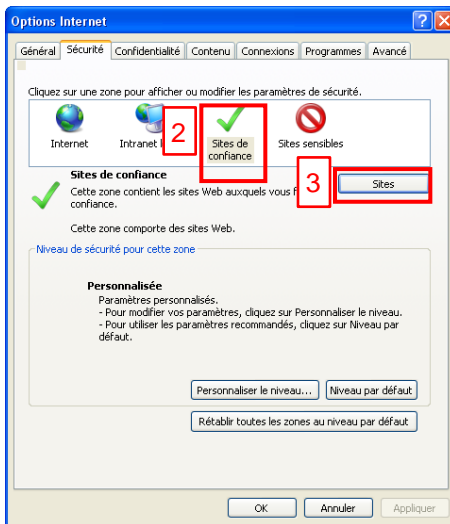 Options Internet
Général Sécurité Confidentialité Contenu Connexions Programmes Avancé
Cliquez sur une zone pour afficher ou modifier les paramètres de sécurité.
2
Internet Intranet Sites de confiance Sites sensibles
Sites de confiance
3
Sites
Cette zone contient les sites Web auxquels vous
confiance.
Cette zone comporte des sites Web.
Niveau de sécurité pour cette zone
Personnalisée
Paramètres personnalisés.
- Pour modifier vos paramètres, cliquez sur Personnaliser le niveau.
- Pour utiliser les paramètres recommandés, cliquez sur Niveau par
défaut.
Personnaliser le niveau... Niveau par défaut
Rétablir toutes les zones au niveau par défaut
OK Annuler Appliquer